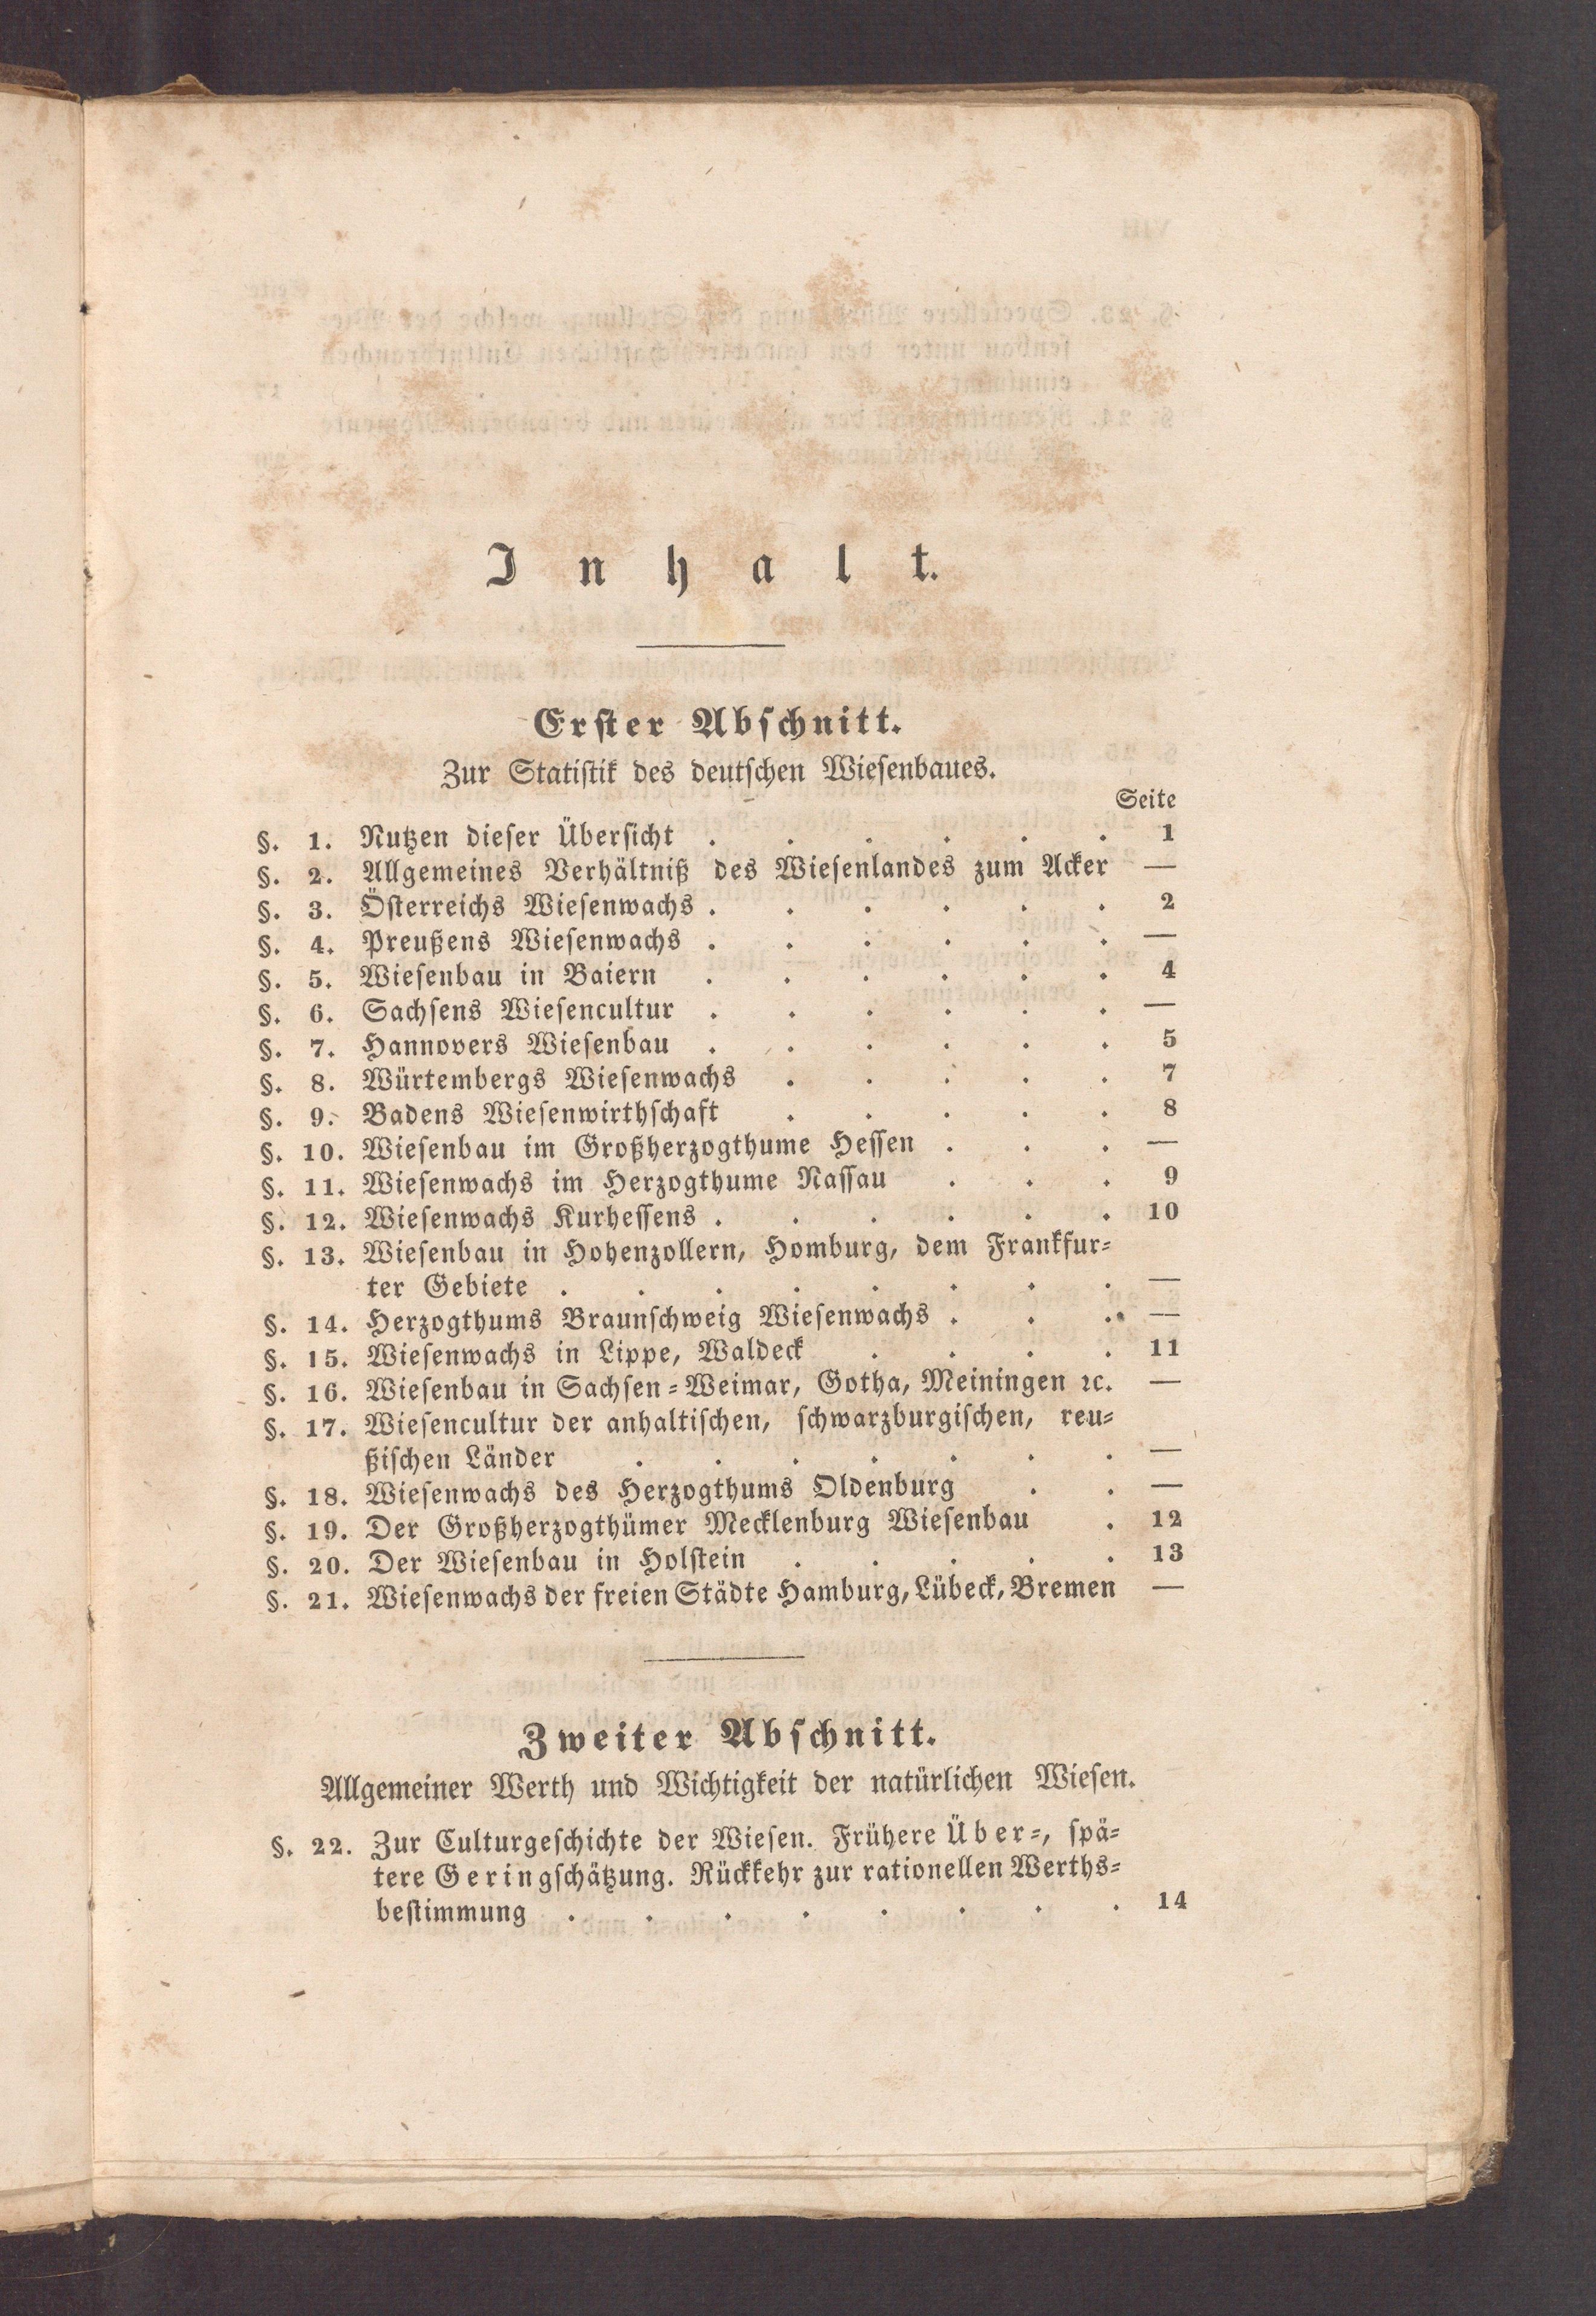 Inhalt.
Erster Abschnitt.
Zur Statistik des deutschen Wiesenbaues.
Seite
§. 1. Nutzen dieser Übersicht . . . . . . 1
§. 2. Allgemeines Verhältniß des Wiesenlandes zum Acker —
§. 3. Österreichs Wiesenwachs . . . . . . 2
§. 4. Preußens Wiesenwachs . . . . . . —
§. 5. Wiesenbau in Baiern . . . . . . 4
§. 6. Sachsens Wiesencultur . . . . . . —
§. 7. Hannovers Wiesenbau . . . . . . 5
§. 8. Würtembergs Wiesenwachs . . . . . 7
§. 9. Badens Wiesenwirthschaft . . . . . 8
§. 10. Wiesenbau im Großherzogthume Hessen . . . —
§. 11. Wiesenwachs im Herzogthume Nassau . . . 9
§. 12. Wiesenwachs Kurhessens . . . . . . 10
§. 13. Wiesenbau in Hohenzollern, Homburg, dem Frankfur-
ter Gebiete . . . . . . . . —
§. 14. Herzogthums Braunschweig Wiesenwachs . . . —
§. 15. Wiesenwachs in Lippe, Waldeck . . . . 11
§. 16. Wiesenbau in Sachsen-Weimar, Gotha, Meiningen ꝛc. —
§. 17. Wiesencultur der anhaltischen, schwarzburgischen, reu-
ßischen Länder . . . . . . . —
§. 18. Wiesenwachs des Herzogthums Oldenburg . . —
§. 19. Der Großherzogthümer Mecklenburg Wiesenbau . 12
§. 20. Der Wiesenbau in Holstein . . . . . 13
§. 21. Wiesenwachs der freien Städte Hamburg, Lübeck, Bremen —
Zweiter Abschnitt.
Allgemeiner Werth und Wichtigkeit der natürlichen Wiesen.
§. 22. Zur Culturgeschichte der Wiesen. Frühere Über-, spä-
tere Geringschätzung. Rückkehr zur rationellen Werths-
bestimmung . . . . . . . . 14